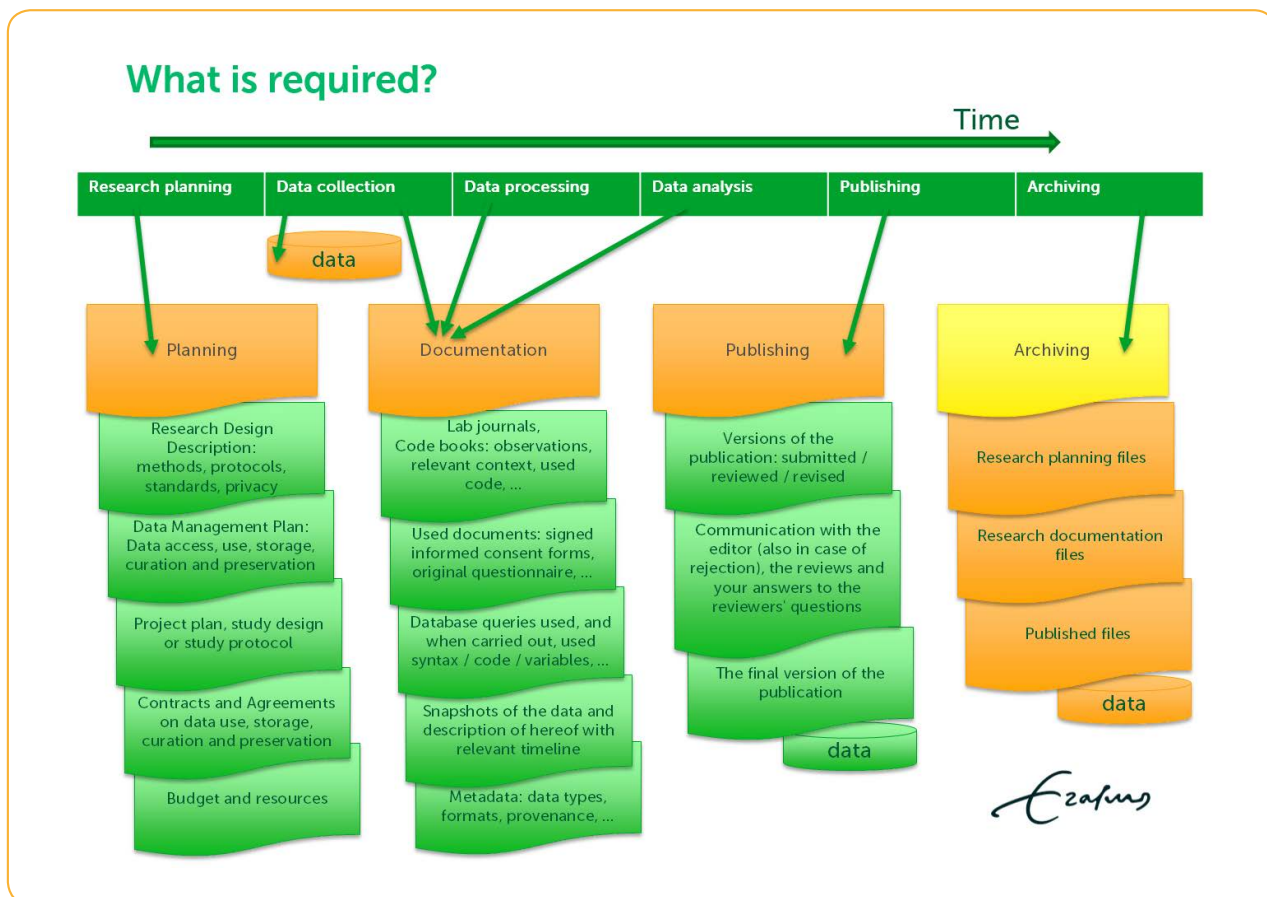 What is required?
Time
Research planning
Data collection
Data processing
Data analysis
Publishing
Archiving
data
Planning
Research Design
Description:
methods, protocols,
standards, privacy
Data Management Plan:
Data access, use, storage,
curation and preservation
Project plan, study design
or study protocol
Contracts and Agreements
on data use, storage,
curation and preservation
Budget and resources
Documentation
Lab journals,
Code books: observations,
relevant context, used
code, ...
Used documents: signed
informed consent forms,
original questionnaire, ...
Database queries used, and
when carried out, used
syntax / code / variables, ...
Snapshots of the data and
description of hereof with
relevant timeline
Metadata: data types,
formats, provenance, ...
Publishing
Versions of the
publication: submitted /
reviewed / revised
Communication with the
editor (also in case of
rejection), the reviews and
your answers to the
reviewers' questions
The final version of the
publication
data
Archiving
Research planning files
Research documentation
files
Published files
data
Erasmus